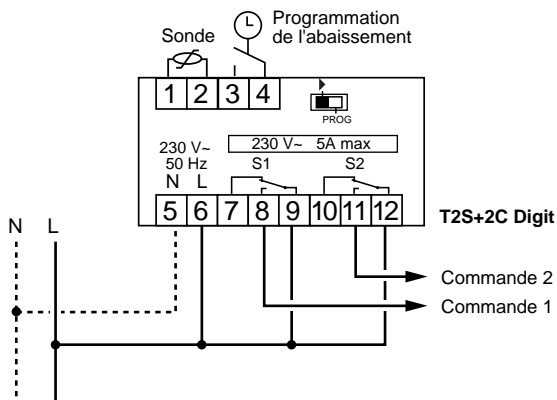 Programmation
de l'abaissement
Sonde
1 2 3 4
PROG
230 V~
50 Hz
230 V~ 5A max
S1 S2
N L
5 6 7 8 9 10 11 12
T2S+2C Digit
N L
Commande 2
Commande 1